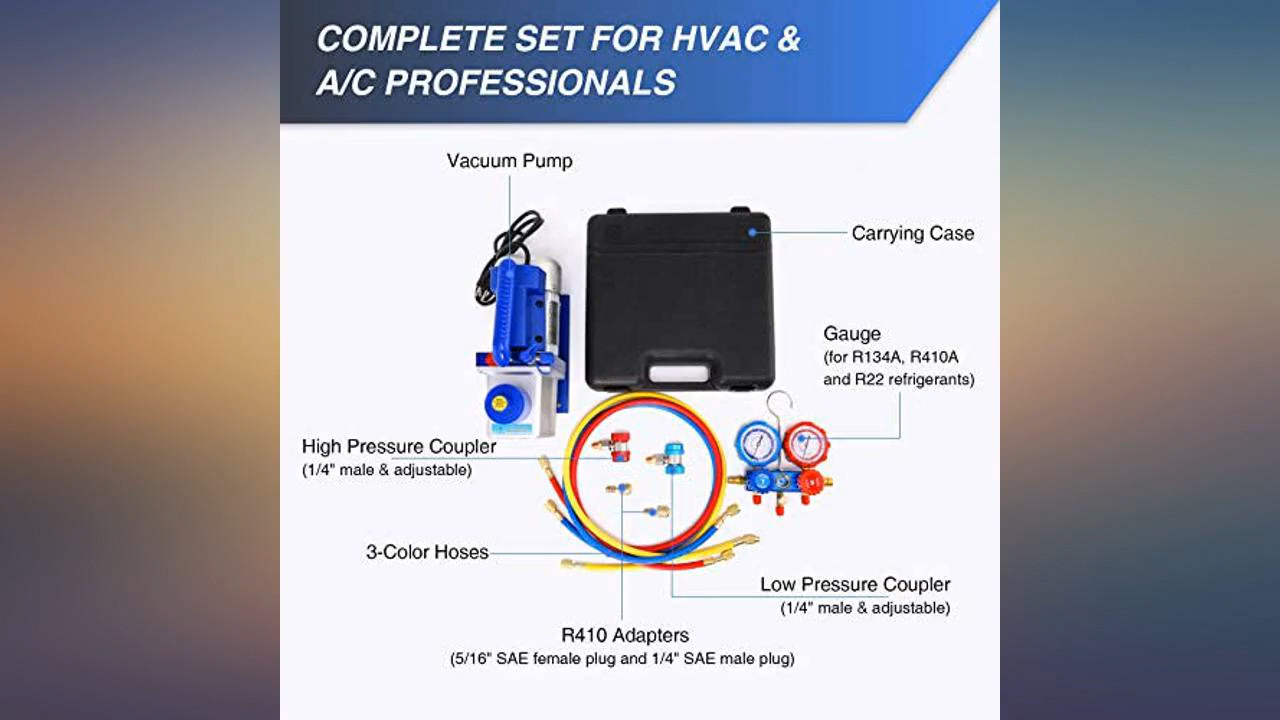 COMPLETE SET FOR HVAC &
A/C PROFESSIONALS
Vacuum Pump
Carrying Case
Gauge
(for R134A, R410A
and R22 refrigerants)
High Pressure Coupler
(1/4" male & adjustable)
3-Color Hoses
Low Pressure Coupler
(1/4" male & adjustable)
R410 Adapters
(5/16" SAE female plug and 1/4" SAE male plug)